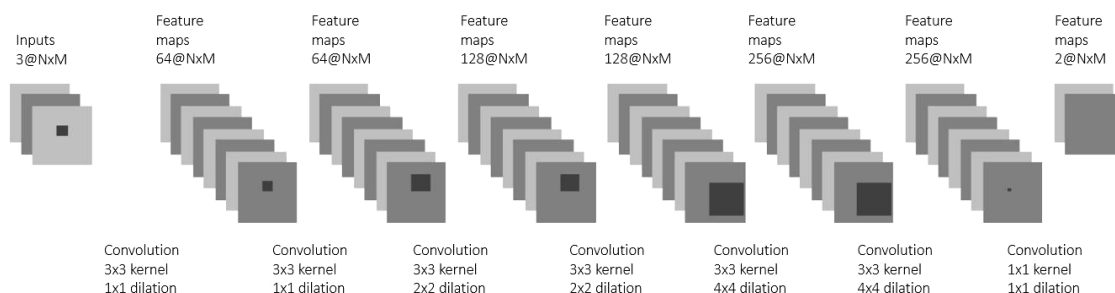 Inputs
3@NxM
Feature
maps
64@NxM
Feature
maps
64@NxM
Feature
maps
128@NxM
Feature
maps
128@NxM
Feature
maps
256@NxM
Feature
maps
256@NxM
Feature
maps
2@NxM
Convolution
3x3 kernel
1x1 dilation
Convolution
3x3 kernel
1x1 dilation
Convolution
3x3 kernel
2x2 dilation
Convolution
3x3 kernel
2x2 dilation
Convolution
3x3 kernel
4x4 dilation
Convolution
3x3 kernel
4x4 dilation
Convolution
1x1 kernel
1x1 dilation